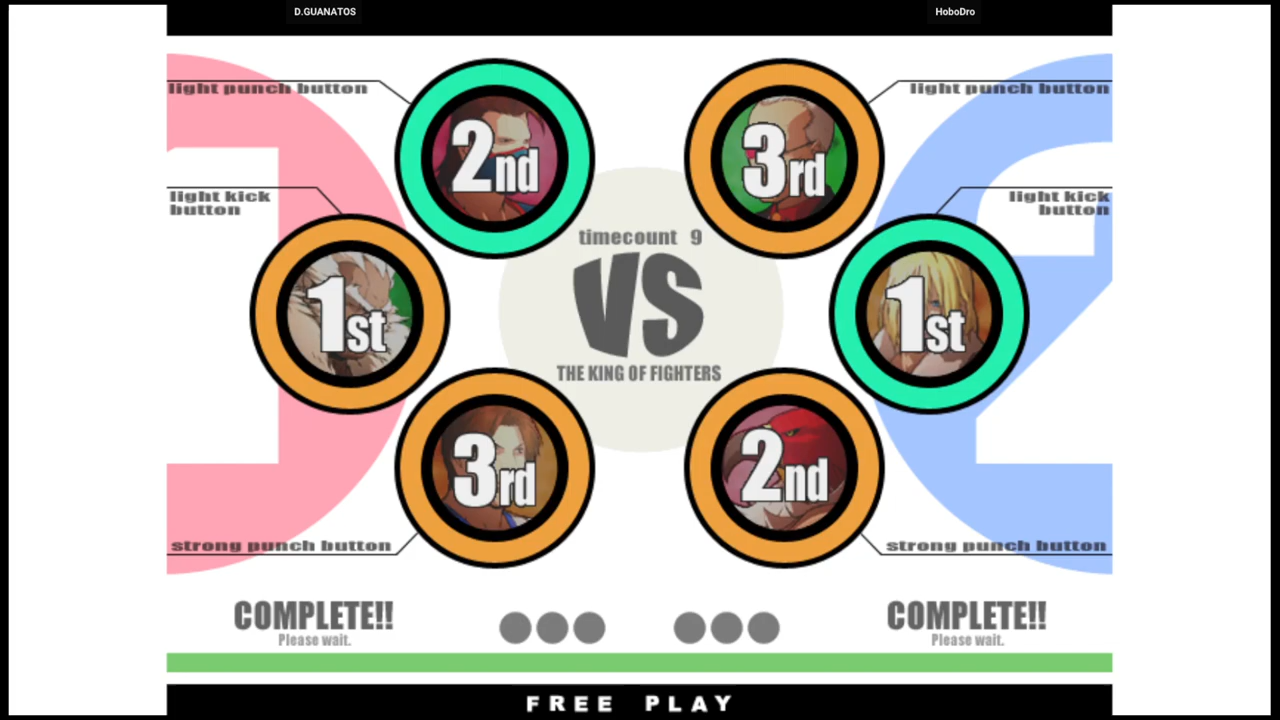 D.GUANATOS
HoboDro
light punch button
light punch button
2nd
3rd
light kick
button
light kick
button
timecount 9
VS
THE KING OF FIGHTERS
1st
1st
3rd
2nd
strong punch button
strong punch button
COMPLETE!!
Please wait.
COMPLETE!!
Please wait.
FREE PLAY
1
2